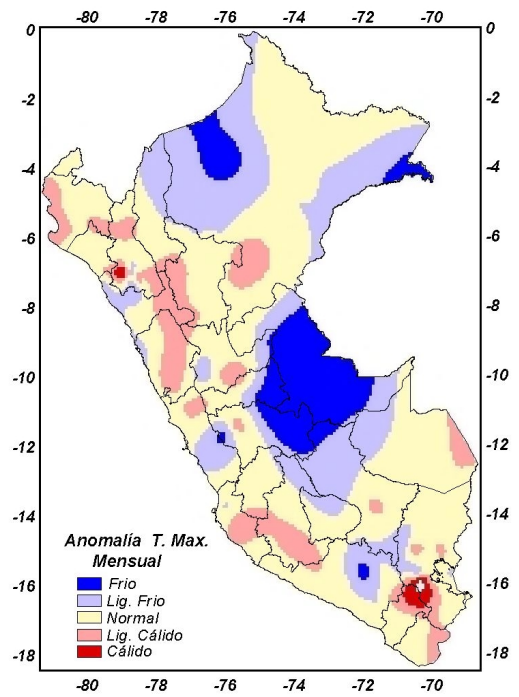 -80 -78 -76 -74 -72 -70
0 0
-2 -2
-4 -4
-6 -6
-8 -8
-10 -10
-12 -12
-14 -14
-16 -16
-18 -18
Anomalía T. Max.
Mensual
Frio
Lig. Frio
Normal
Lig. Cálido
Cálido
-80 -78 -76 -74 -72 -70